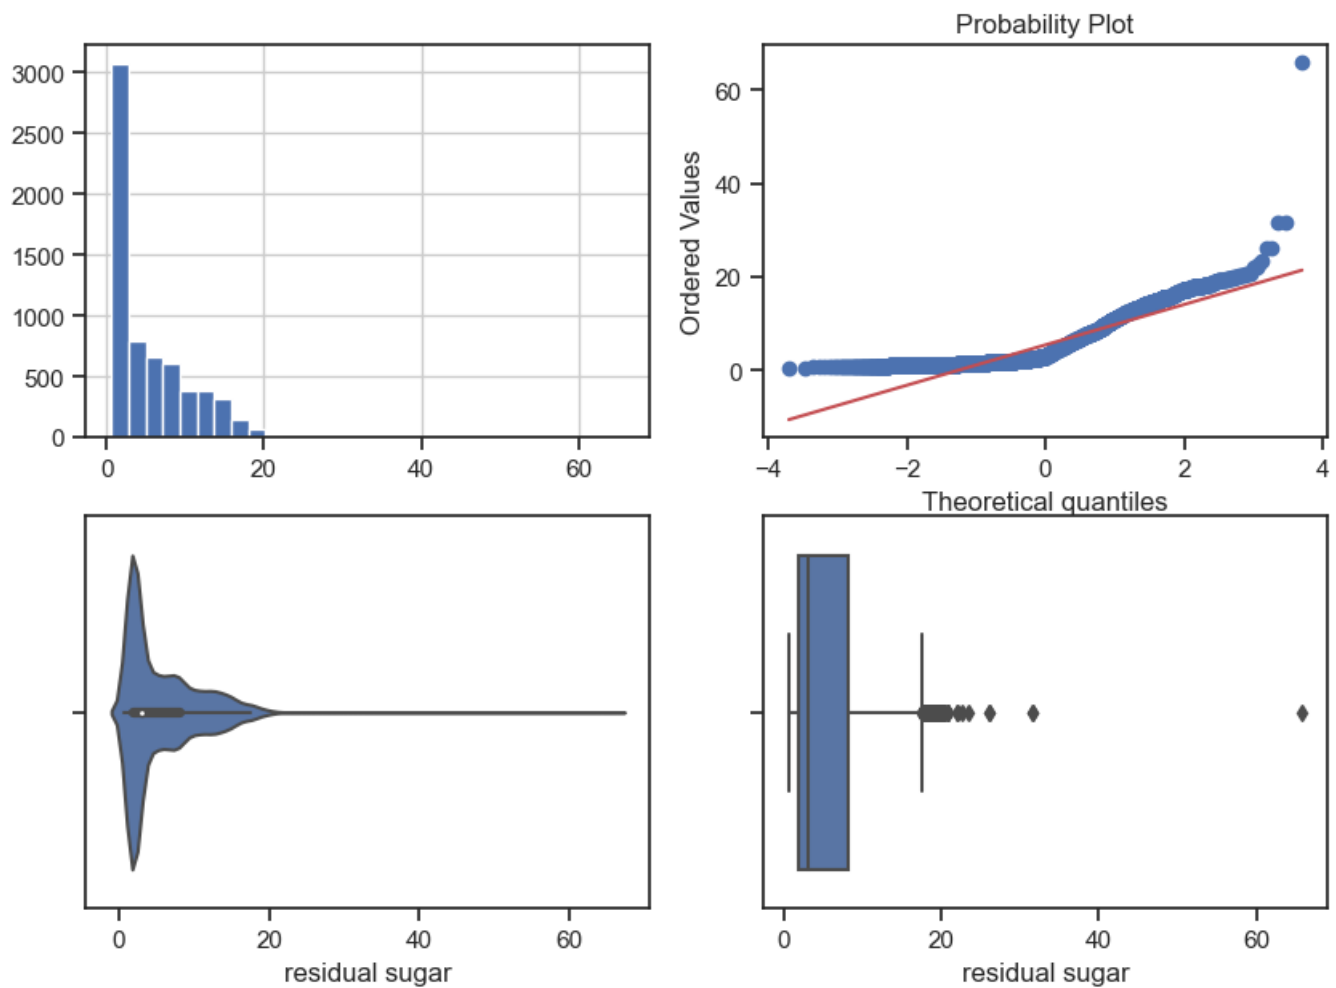 Probability Plot
3000
2500
2000
1500
1000
500
0
0 20 40 60
Ordered Values
60
40
20
0
−4 −2 0 2 4
Theoretical quantiles
0 20 40 60
residual sugar
0 20 40 60
residual sugar